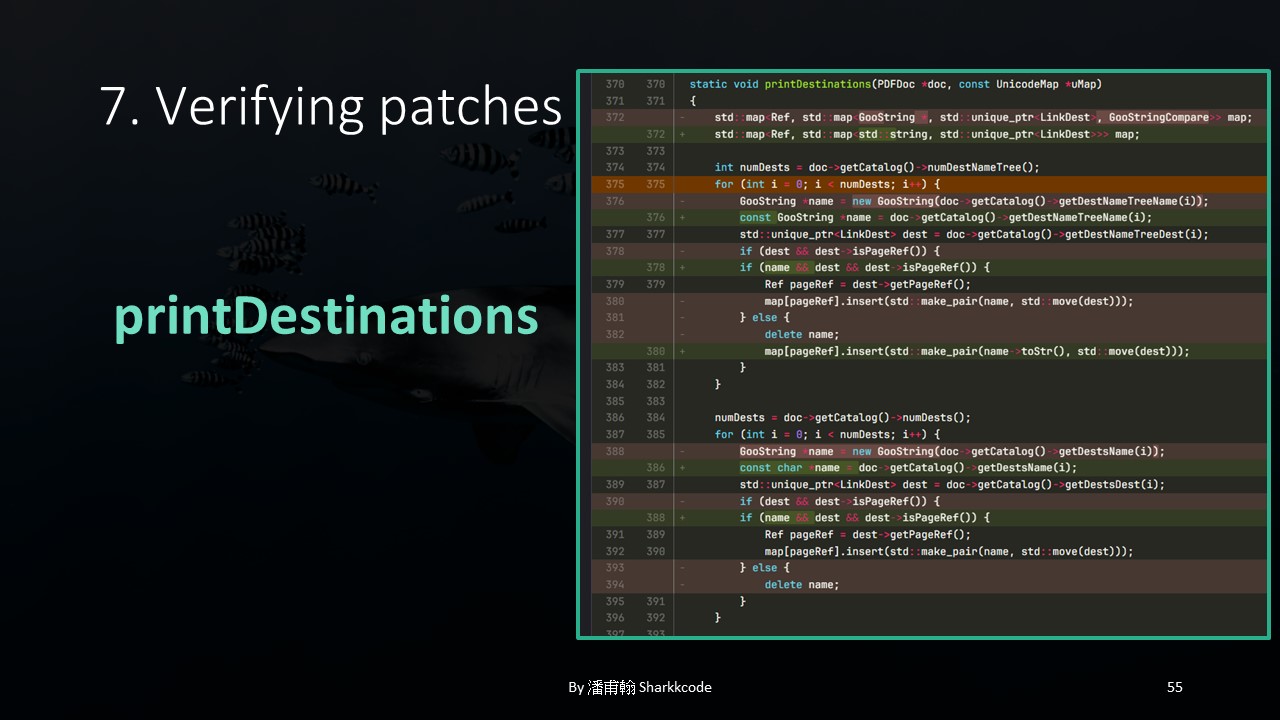 7. Verifying patches
printDestinations
370 370 static void printDestinations(PDFDoc *doc, const UnicodeMap *uMap)
371 371 {
372 - std::map<Ref, std::map<GooString *, std::unique_ptr<LinkDest>, GooStringCompare>> map;
372 + std::map<Ref, std::map<std::string, std::unique_ptr<LinkDest>>> map;
373 373
374 374 int numDests = doc->getCatalog()->numDestNameTree();
375 375 for (int i = 0; i < numDests; i++) {
376 - GooString *name = new GooString(doc->getCatalog()->getDestNameTreeName(i));
376 + const GooString *name = doc->getCatalog()->getDestNameTreeName(i);
377 377 std::unique_ptr<LinkDest> dest = doc->getCatalog()->getDestNameTreeDest(i);
378 - if (dest && dest->isPageRef()) {
378 + if (name && dest && dest->isPageRef()) {
379 379 Ref pageRef = dest->getPageRef();
380 - map[pageRef].insert(std::make_pair(name, std::move(dest)));
381 - } else {
382 - delete name;
380 + map[pageRef].insert(std::make_pair(name->toStr(), std::move(dest)));
383 381 }
384 382 }
385 383
386 384 numDests = doc->getCatalog()->numDests();
387 385 for (int i = 0; i < numDests; i++) {
388 - GooString *name = new GooString(doc->getCatalog()->getDestsName(i));
386 + const char *name = doc->getCatalog()->getDestsName(i);
389 387 std::unique_ptr<LinkDest> dest = doc->getCatalog()->getDestsDest(i);
390 - if (dest && dest->isPageRef()) {
388 + if (name && dest && dest->isPageRef()) {
391 389 Ref pageRef = dest->getPageRef();
392 390 map[pageRef].insert(std::make_pair(name, std::move(dest)));
393 - } else {
394 - delete name;
395 391 }
396 392 }
397 393
By 潘甫翰 Sharkkcode
55